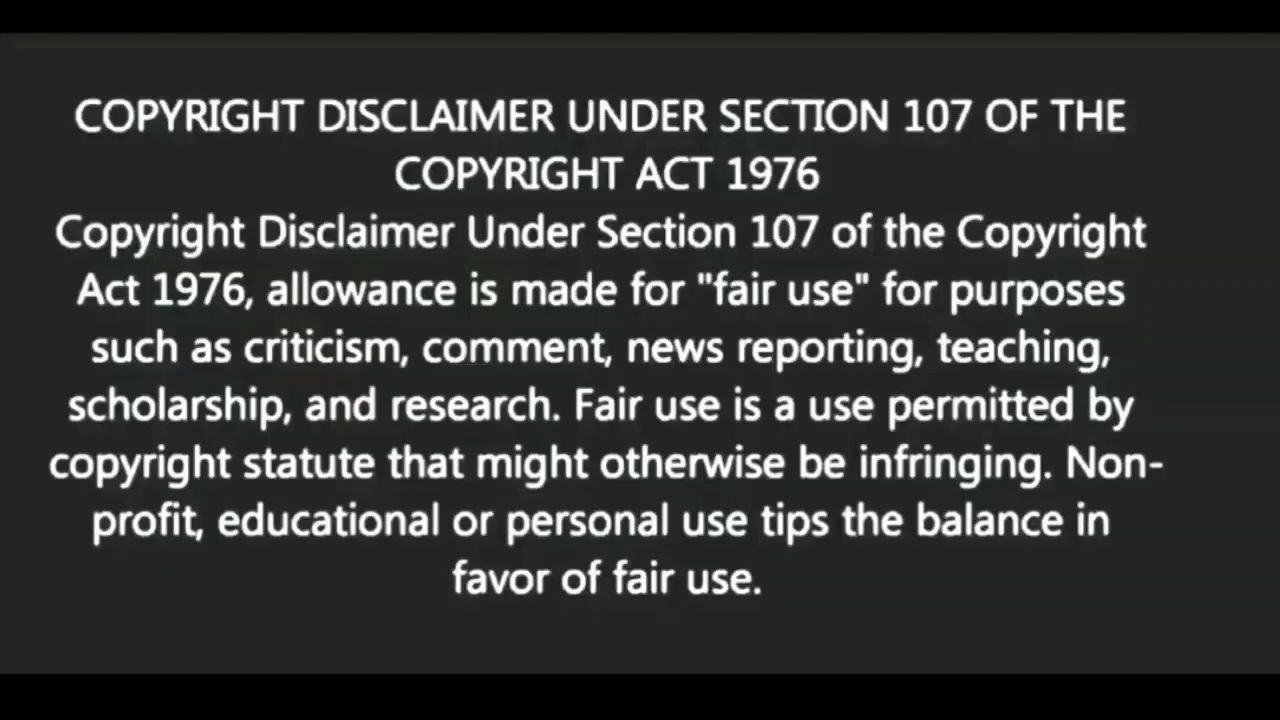 COPYRIGHT DISCLAIMER UNDER SECTION 107 OF THE
COPYRIGHT ACT 1976
Copyright Disclaimer Under Section 107 of the Copyright
Act 1976, allowance is made for "fair use" for purposes
such as criticism, comment, news reporting, teaching,
scholarship, and research. Fair use is a use permitted by
copyright statute that might otherwise be infringing. Non-
profit, educational or personal use tips the balance in
favor of fair use.